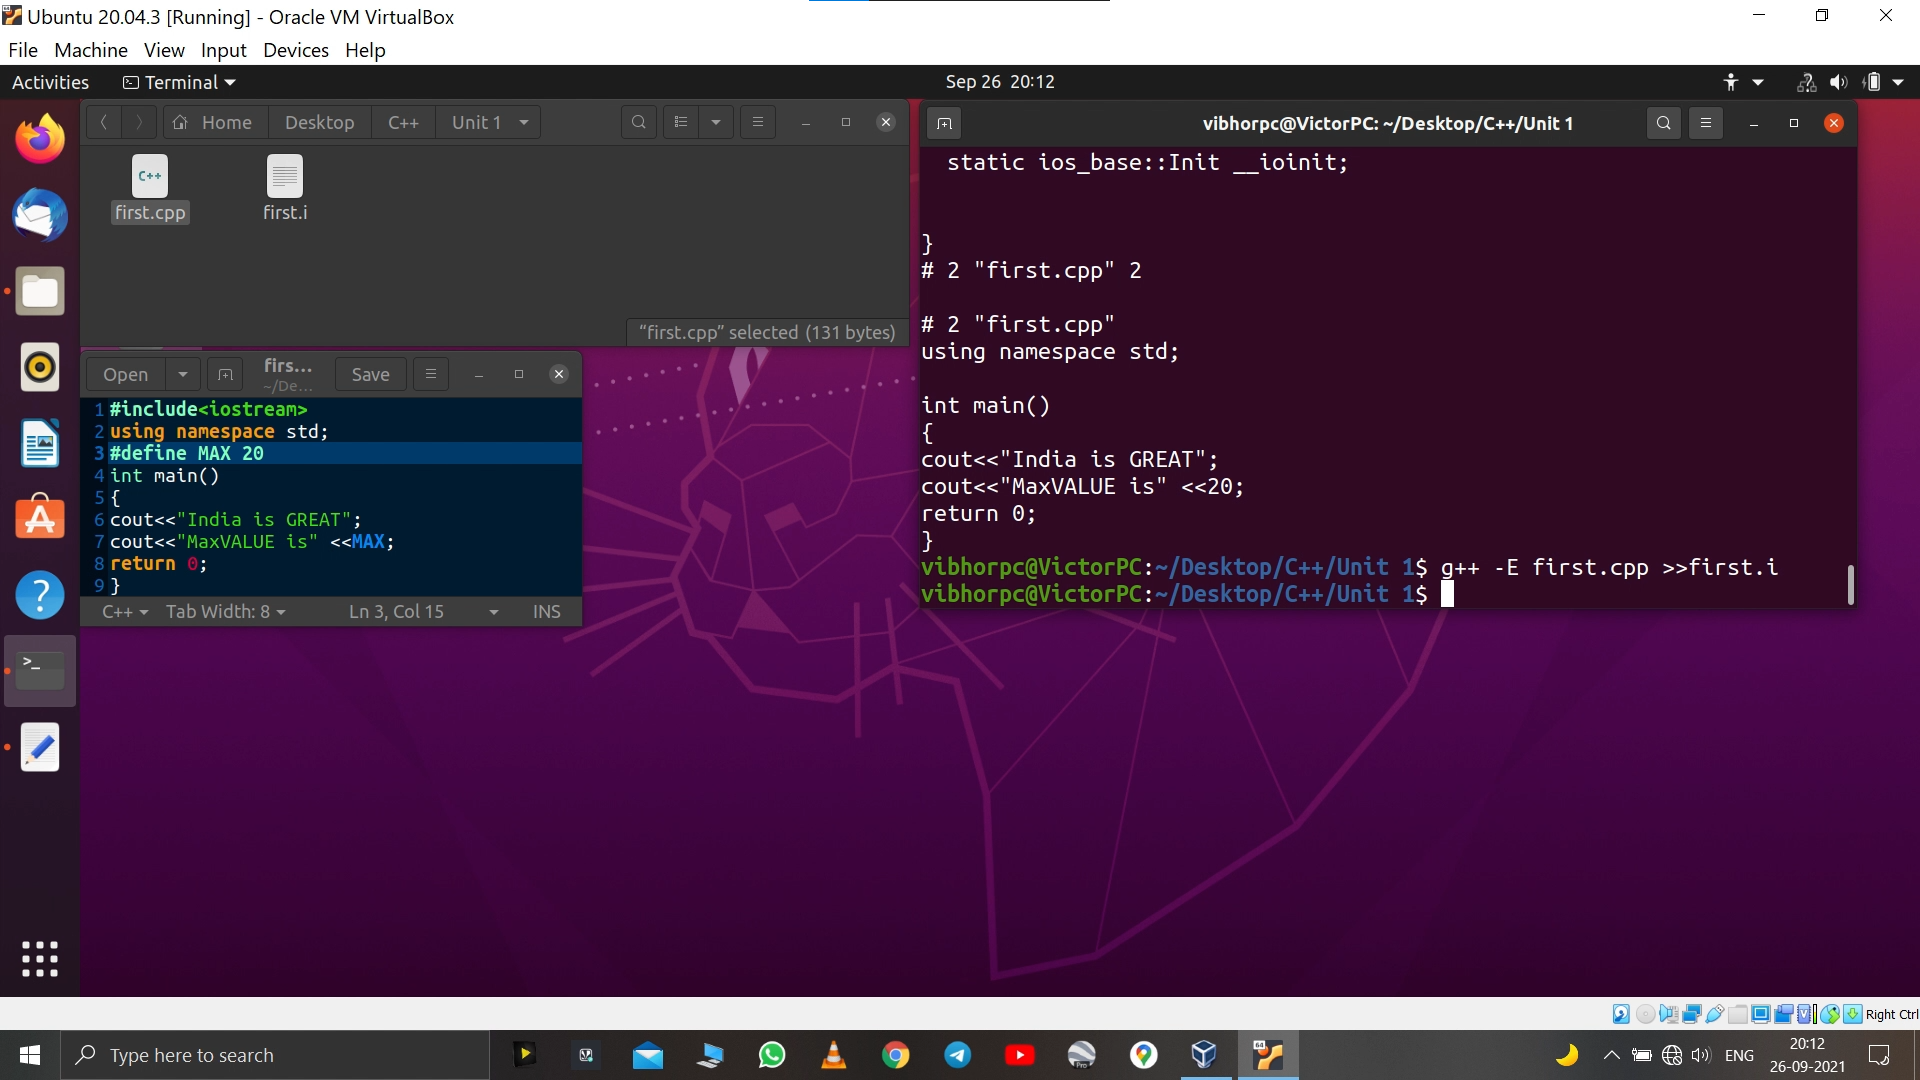 Ubuntu 20.04.3 [Running] - Oracle VM VirtualBox
File Machine View Input Devices Help
Activities Terminal Sep 26 20:12
Home Desktop C++ Unit 1
C++
first.cpp first.i
“first.cpp” selected (131 bytes)
Open firs... Save
~/De...
1 #include<iostream>
2 using namespace std;
3 #define MAX 20
4 int main()
5 {
6 cout<<"India is GREAT";
7 cout<<"MaxVALUE is" <<MAX;
8 return 0;
9 }
C++ Tab Width: 8 Ln 3, Col 15 INS
vibhorpc@VictorPC: ~/Desktop/C++/Unit 1
static ios_base::Init __ioinit;
}
# 2 "first.cpp" 2
# 2 "first.cpp"
using namespace std;
int main()
{
cout<<"India is GREAT";
cout<<"MaxVALUE is" <<20;
return 0;
}
vibhorpc@VictorPC:~/Desktop/C++/Unit 1$ g++ -E first.cpp >>first.i
vibhorpc@VictorPC:~/Desktop/C++/Unit 1$
Right Ctrl
Type here to search
ENG
20:12
26-09-2021